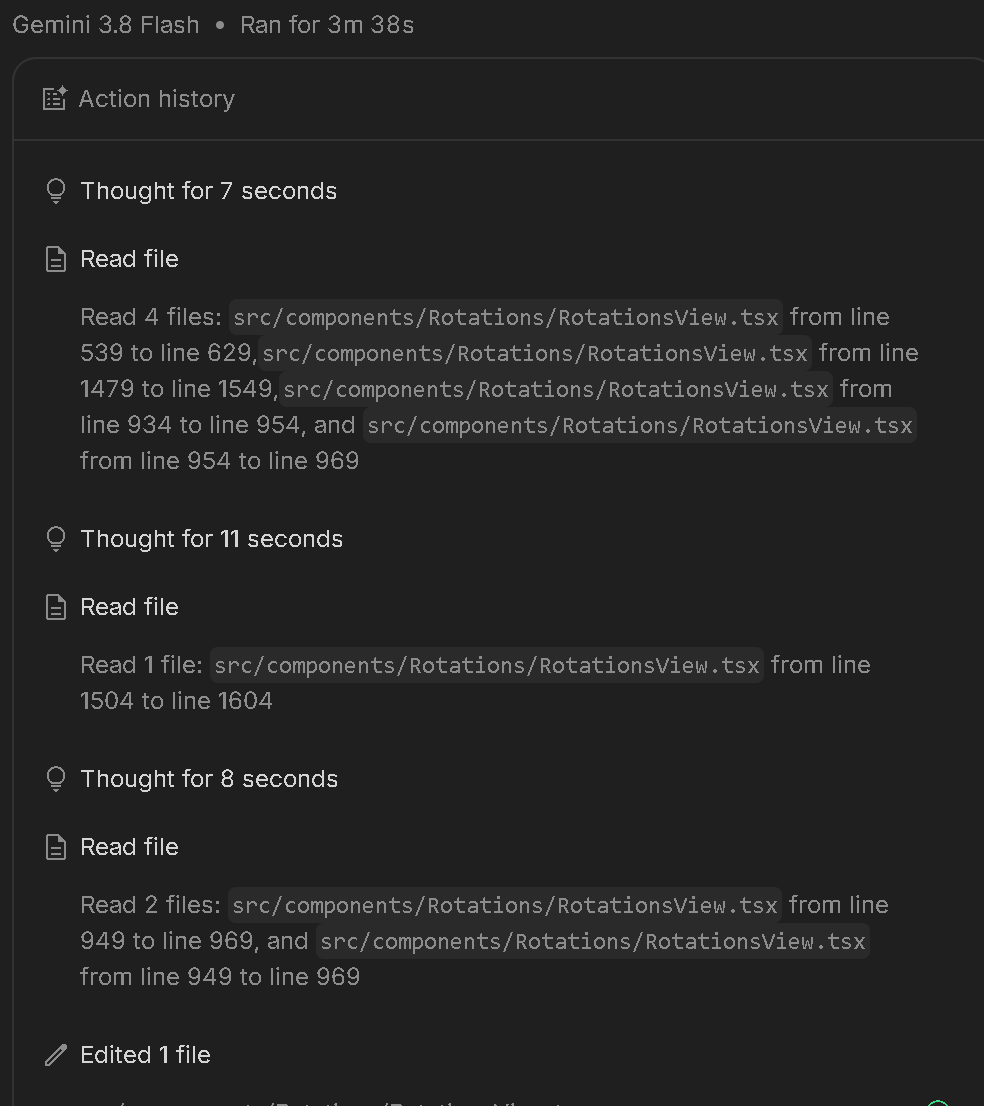 Gemini 3.8 Flash • Ran for 3m 38s
Action history
Thought for 7 seconds
Read file
Read 4 files: src/components/Rotations/RotationsView.tsx from line
539 to line 629, src/components/Rotations/RotationsView.tsx from line
1479 to line 1549, src/components/Rotations/RotationsView.tsx from
line 934 to line 954, and src/components/Rotations/RotationsView.tsx
from line 954 to line 969
Thought for 11 seconds
Read file
Read 1 file: src/components/Rotations/RotationsView.tsx from line
1504 to line 1604
Thought for 8 seconds
Read file
Read 2 files: src/components/Rotations/RotationsView.tsx from line
949 to line 969, and src/components/Rotations/RotationsView.tsx
from line 949 to line 969
Edited 1 file